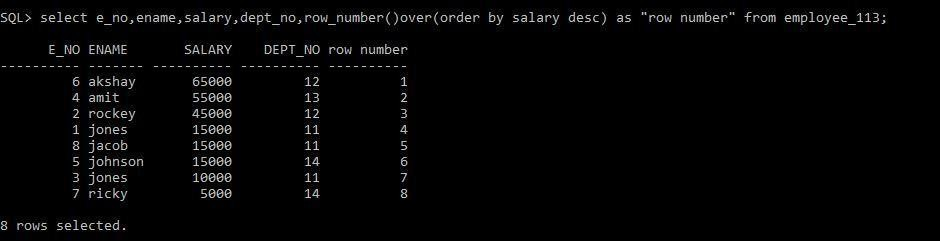 SQL> select e_no,ename,salary,dept_no,row_number()over(order by salary desc) as "row number" from employee_113;
E_NO ENAME SALARY DEPT_NO row number
---------- ------- ---------- ---------- ----------
6 akshay 65000 12 1
4 amit 55000 13 2
2 rockey 45000 12 3
1 jones 15000 11 4
8 jacob 15000 11 5
5 johnson 15000 14 6
3 jones 10000 11 7
7 ricky 5000 14 8
8 rows selected.